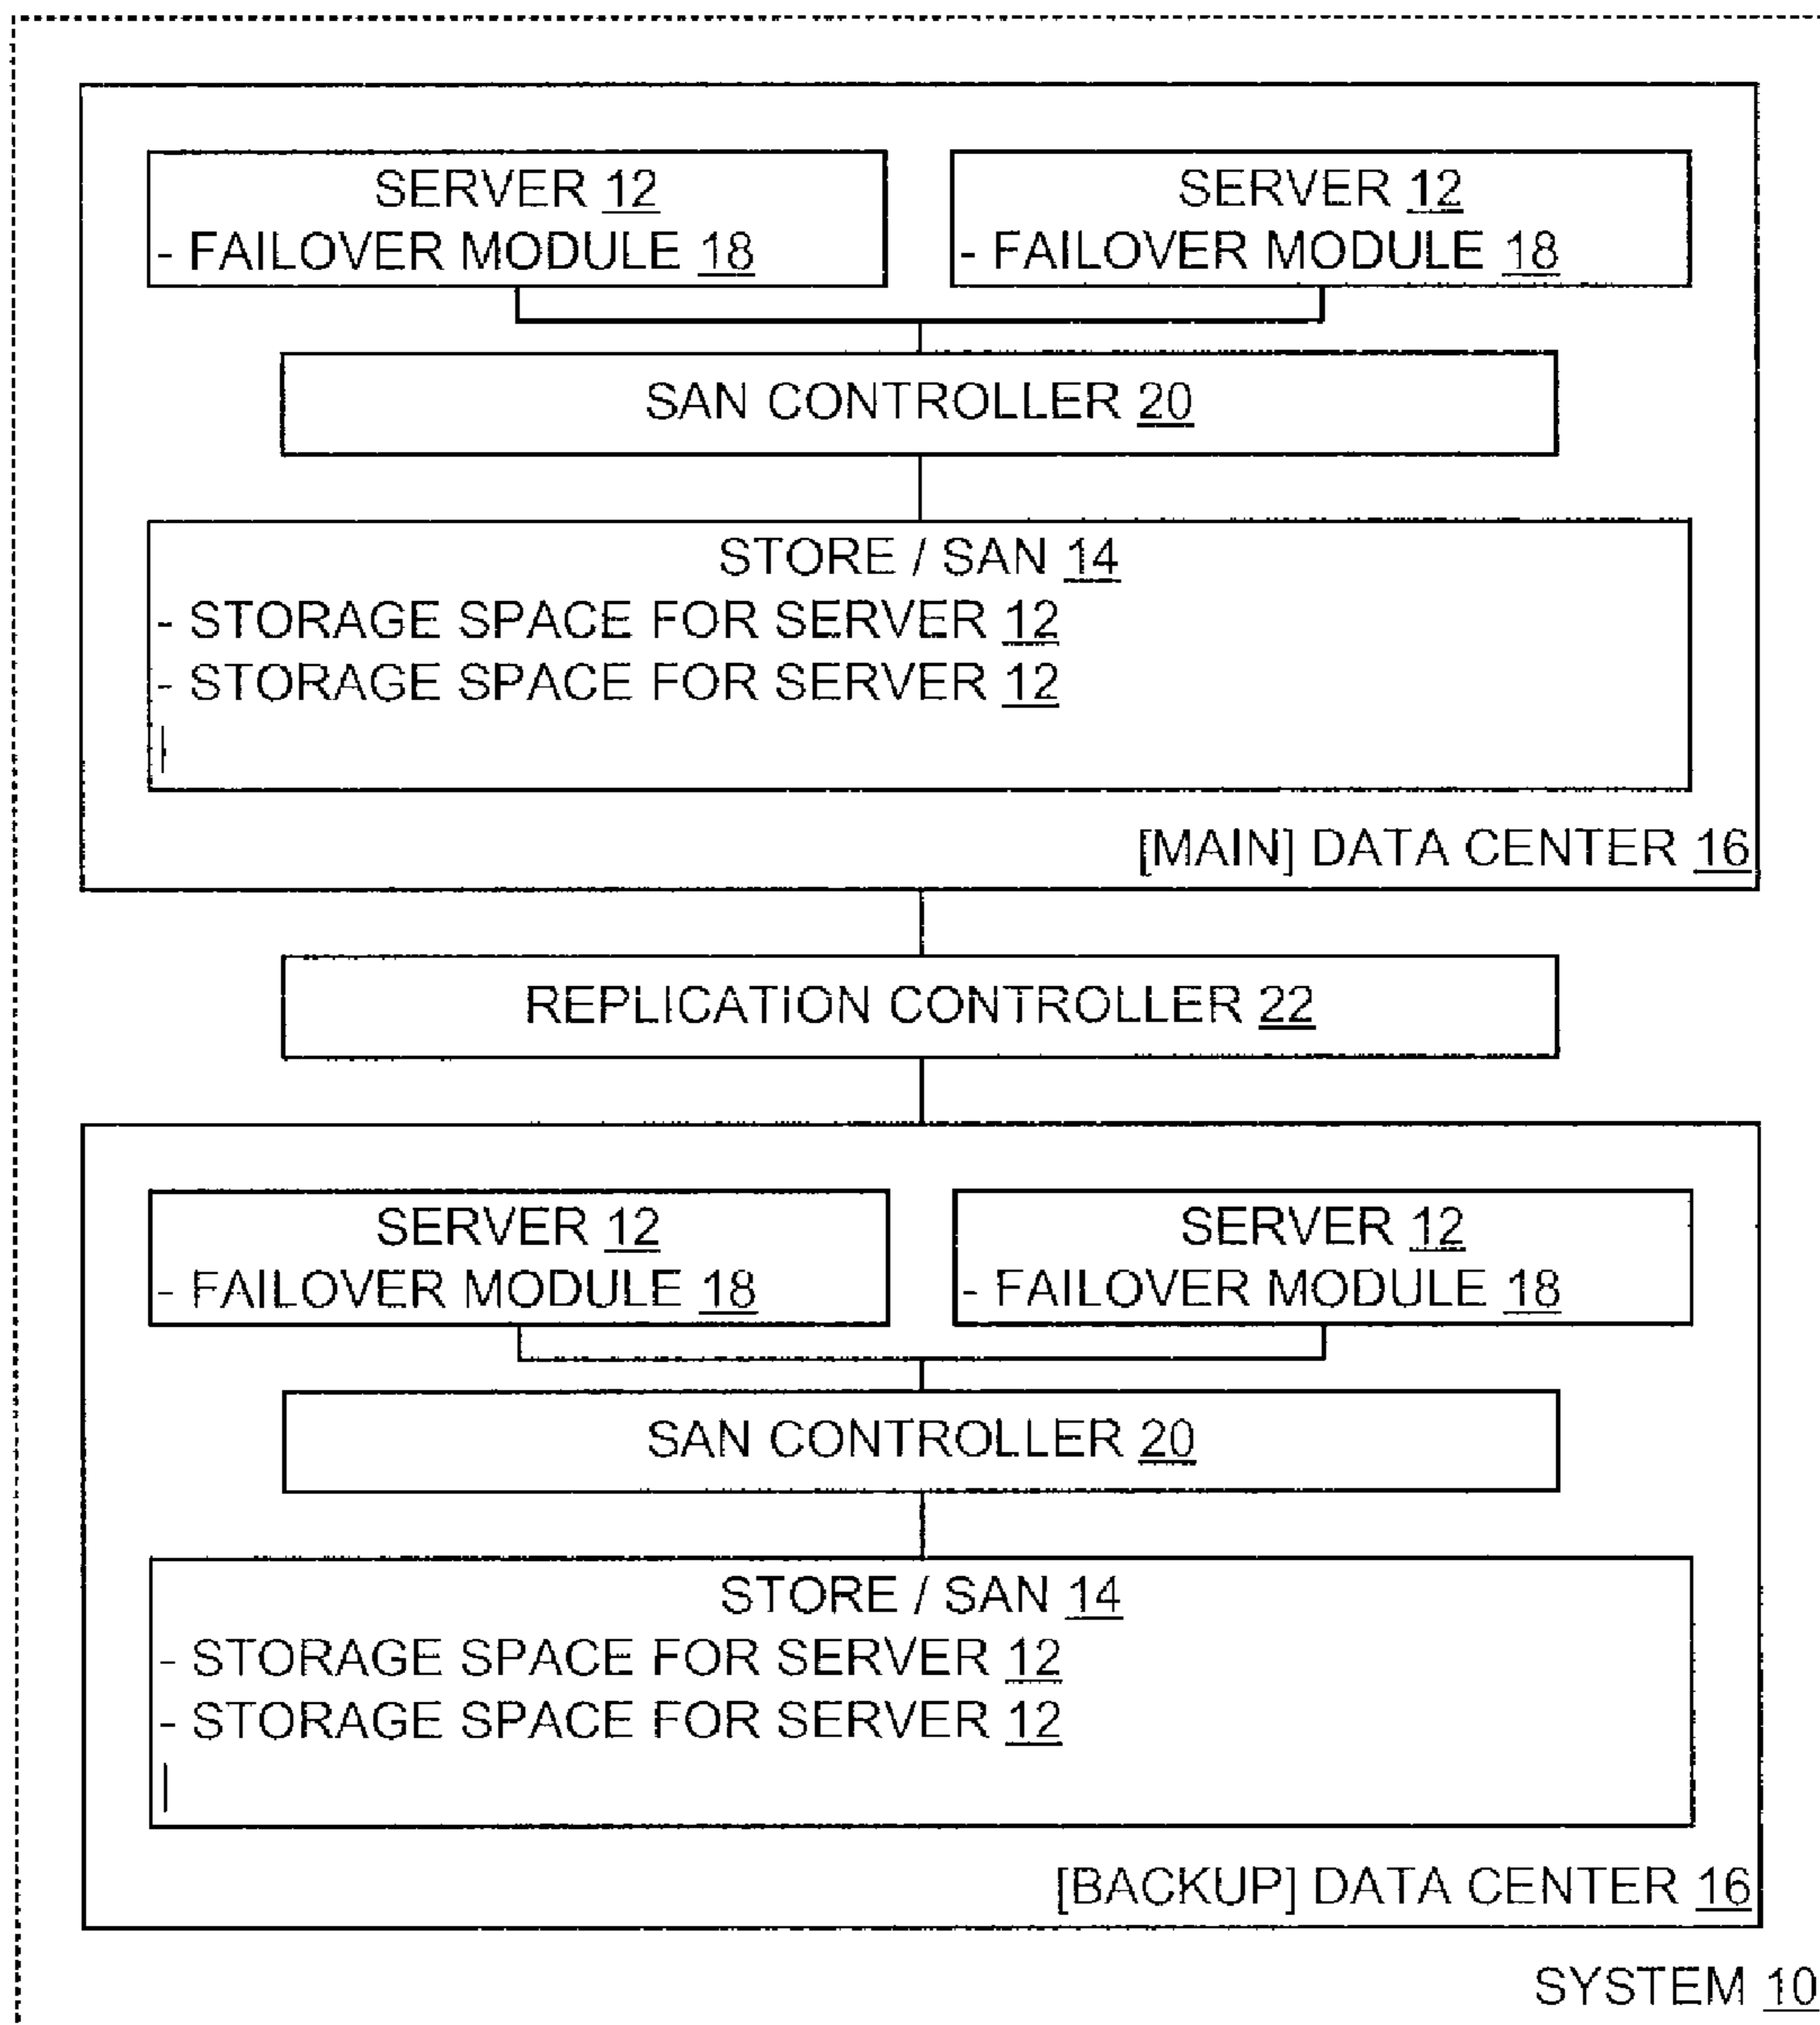 SERVER 12
- FAILOVER MODULE 18
SERVER 12
- FAILOVER MODULE 18
SAN CONTROLLER 20
STORE / SAN 14
- STORAGE SPACE FOR SERVER 12
- STORAGE SPACE FOR SERVER 12
|
[MAIN] DATA CENTER 16
REPLICATION CONTROLLER 22
SERVER 12
- FAILOVER MODULE 18
SERVER 12
- FAILOVER MODULE 18
SAN CONTROLLER 20
STORE / SAN 14
- STORAGE SPACE FOR SERVER 12
- STORAGE SPACE FOR SERVER 12
|
[BACKUP] DATA CENTER 16
SYSTEM 10